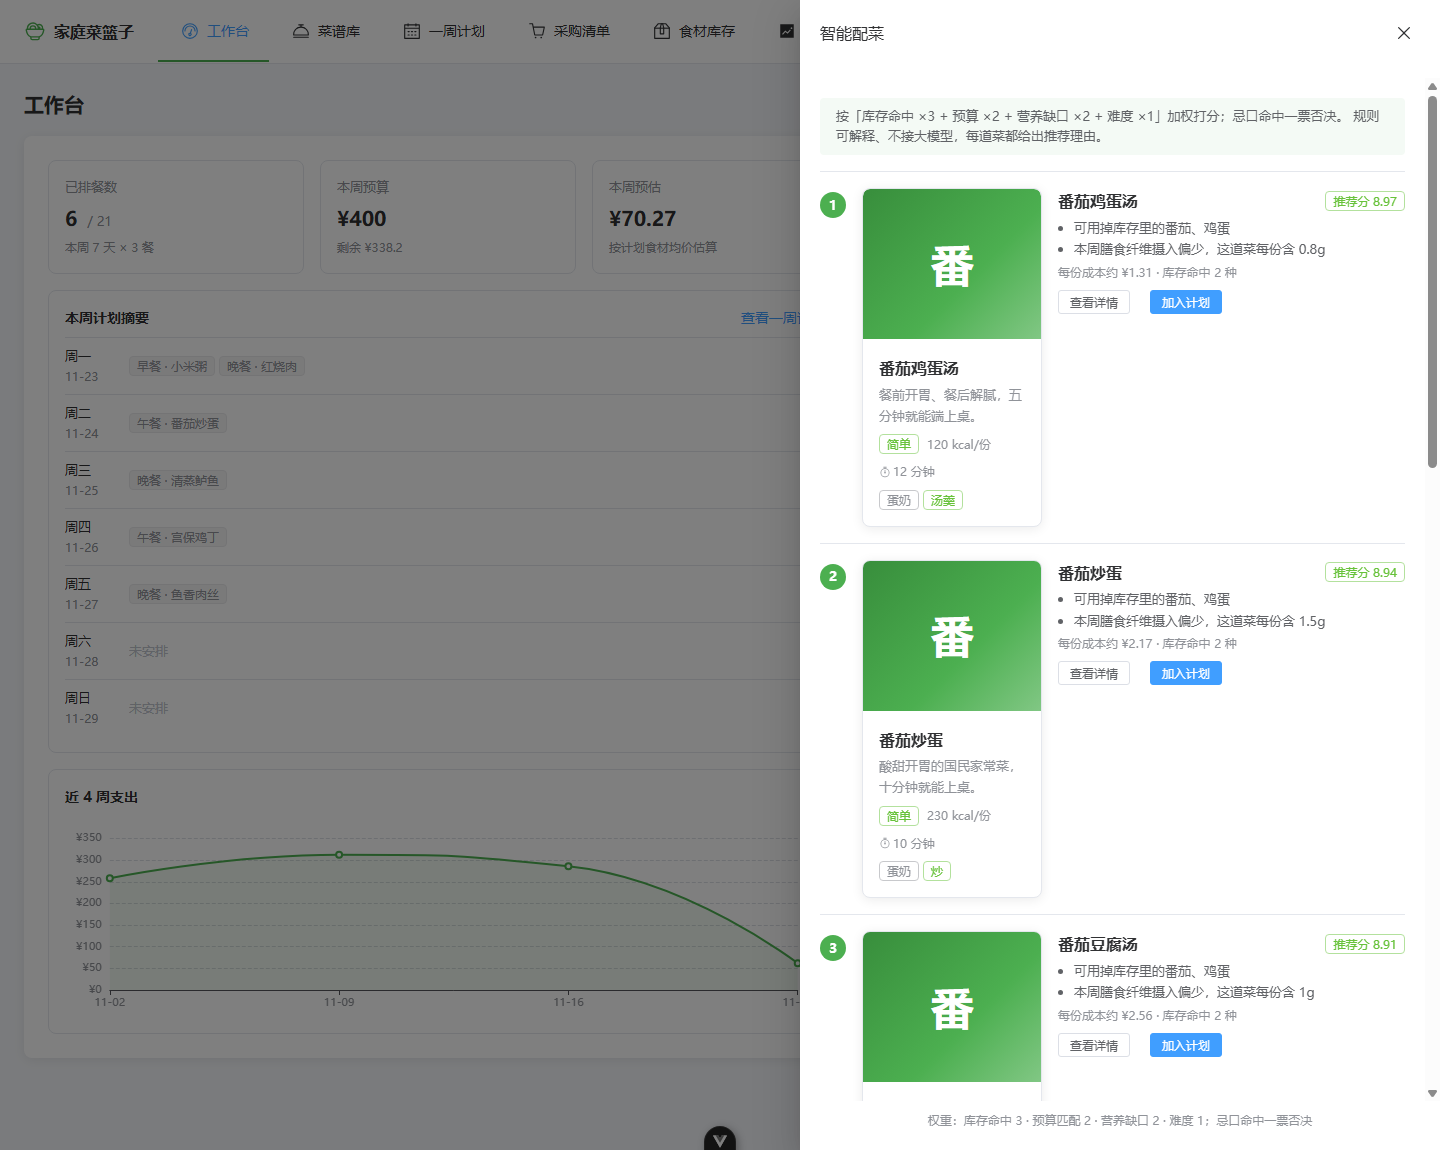 家庭菜篮子
工作台
菜谱库
一周计划
采购清单
食材库存
工作台
已排餐数
6 / 21
本周 7 天 × 3 餐
本周预算
¥400
剩余 ¥338.2
本周预估
¥70.27
按计划食材均价估算
本周计划摘要
查看一周
周一
11-23
早餐 · 小米粥
晚餐 · 红烧肉
周二
11-24
午餐 · 番茄炒蛋
周三
11-25
晚餐 · 清蒸鲈鱼
周四
11-26
午餐 · 宫保鸡丁
周五
11-27
晚餐 · 鱼香肉丝
周六
11-28
未安排
周日
11-29
未安排
近 4 周支出
¥350
¥300
¥250
¥200
¥150
¥100
¥50
¥0
11-02
11-09
11-16
11-
智能配菜
按「库存命中 ×3 + 预算 ×2 + 营养缺口 ×2 + 难度 ×1」加权打分；忌口命中一票否决。 规则
可解释、不接大模型，每道菜都给出推荐理由。
1
番
番茄鸡蛋汤
餐前开胃、餐后解腻，五
分钟就能端上桌。
简单 120 kcal/份
12 分钟
蛋奶 汤羹
番茄鸡蛋汤
推荐分 8.97
可用掉库存里的番茄、鸡蛋
本周膳食纤维摄入偏少，这道菜每份含 0.8g
每份成本约 ¥1.31 · 库存命中 2 种
查看详情 加入计划
2
番
番茄炒蛋
酸甜开胃的国民家常菜，
十分钟就能上桌。
简单 230 kcal/份
10 分钟
蛋奶 炒
番茄炒蛋
推荐分 8.94
可用掉库存里的番茄、鸡蛋
本周膳食纤维摄入偏少，这道菜每份含 1.5g
每份成本约 ¥2.17 · 库存命中 2 种
查看详情 加入计划
3
番
番茄豆腐汤
推荐分 8.91
可用掉库存里的番茄、鸡蛋
本周膳食纤维摄入偏少，这道菜每份含 1g
每份成本约 ¥2.56 · 库存命中 2 种
查看详情 加入计划
权重：库存命中 3 · 预算匹配 2 · 营养缺口 2 · 难度 1；忌口命中一票否决